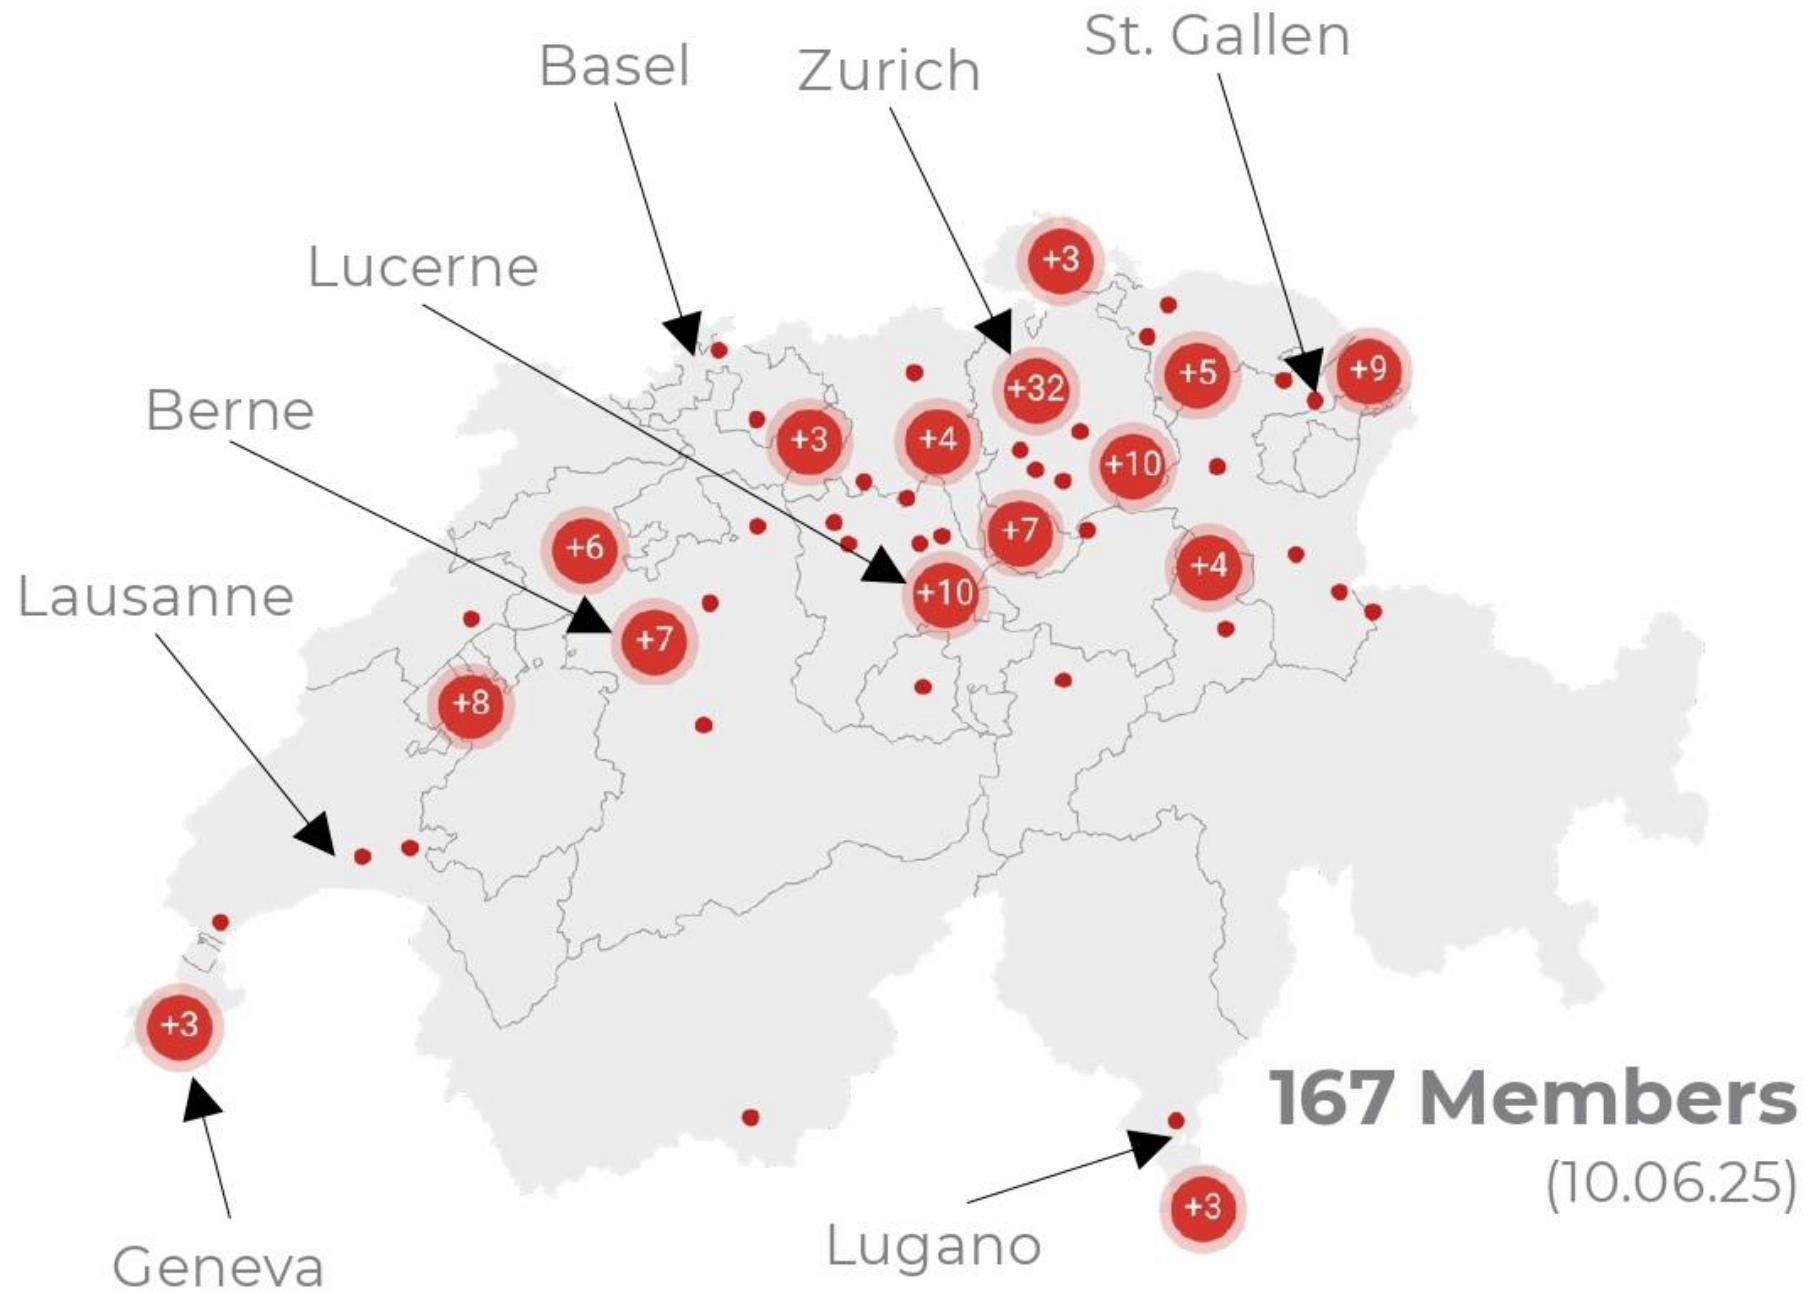 St. Gallen
Basel
Zurich
Lucerne
+3
+32
+5
+9
Berne
+3
+4
+10
+6
+7
+4
+10
Lausanne
+7
+8
+3
167 Members
(10.06.25)
+3
Lugano
Geneva